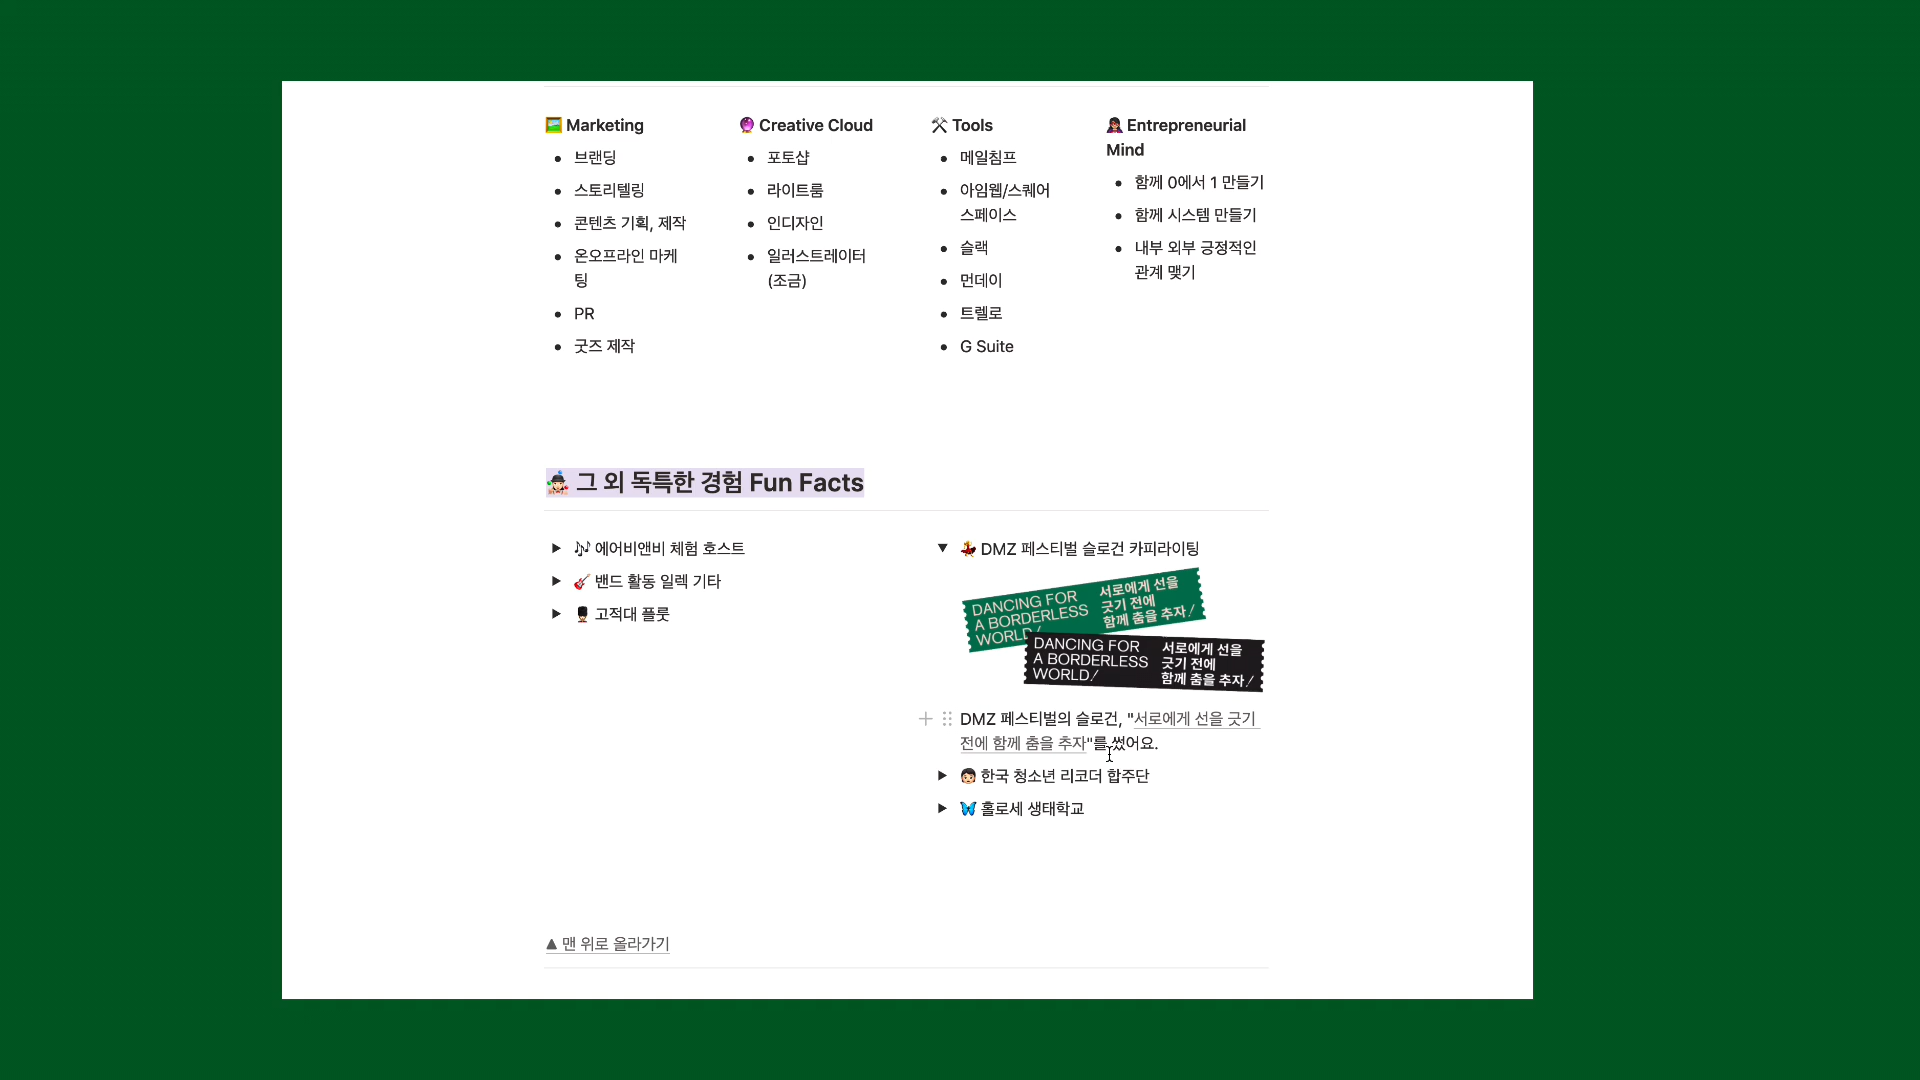 Marketing
브랜딩
스토리텔링
콘텐츠 기획, 제작
온오프라인 마케
팅
PR
굿즈 제작
Creative Cloud
포토샵
라이트룸
인디자인
일러스트레이터
(조금)
Tools
메일침프
아임웹/스퀘어
스페이스
슬랙
먼데이
트렐로
G Suite
Entrepreneurial
Mind
함께 0에서 1 만들기
함께 시스템 만들기
내부 외부 긍정적인
관계 맺기
그 외 독특한 경험 Fun Facts
에어비앤비 체험 호스트
밴드 활동 일렉 기타
고적대 플룻
DMZ 페스티벌 슬로건 카피라이팅
DANCING FOR
A BORDERLESS
WORLD/
서로에게 선을
긋기 전에
함께 춤을 추자/
DANCING FOR
A BORDERLESS
WORLD/
서로에게 선을
긋기 전에
함께 춤을 추자/
DMZ 페스티벌의 슬로건, "서로에게 선을 긋기
전에 함께 춤을 추자"를 썼어요.
한국 청소년 리코더 합주단
홀로세 생태학교
▲ 맨 위로 올라가기